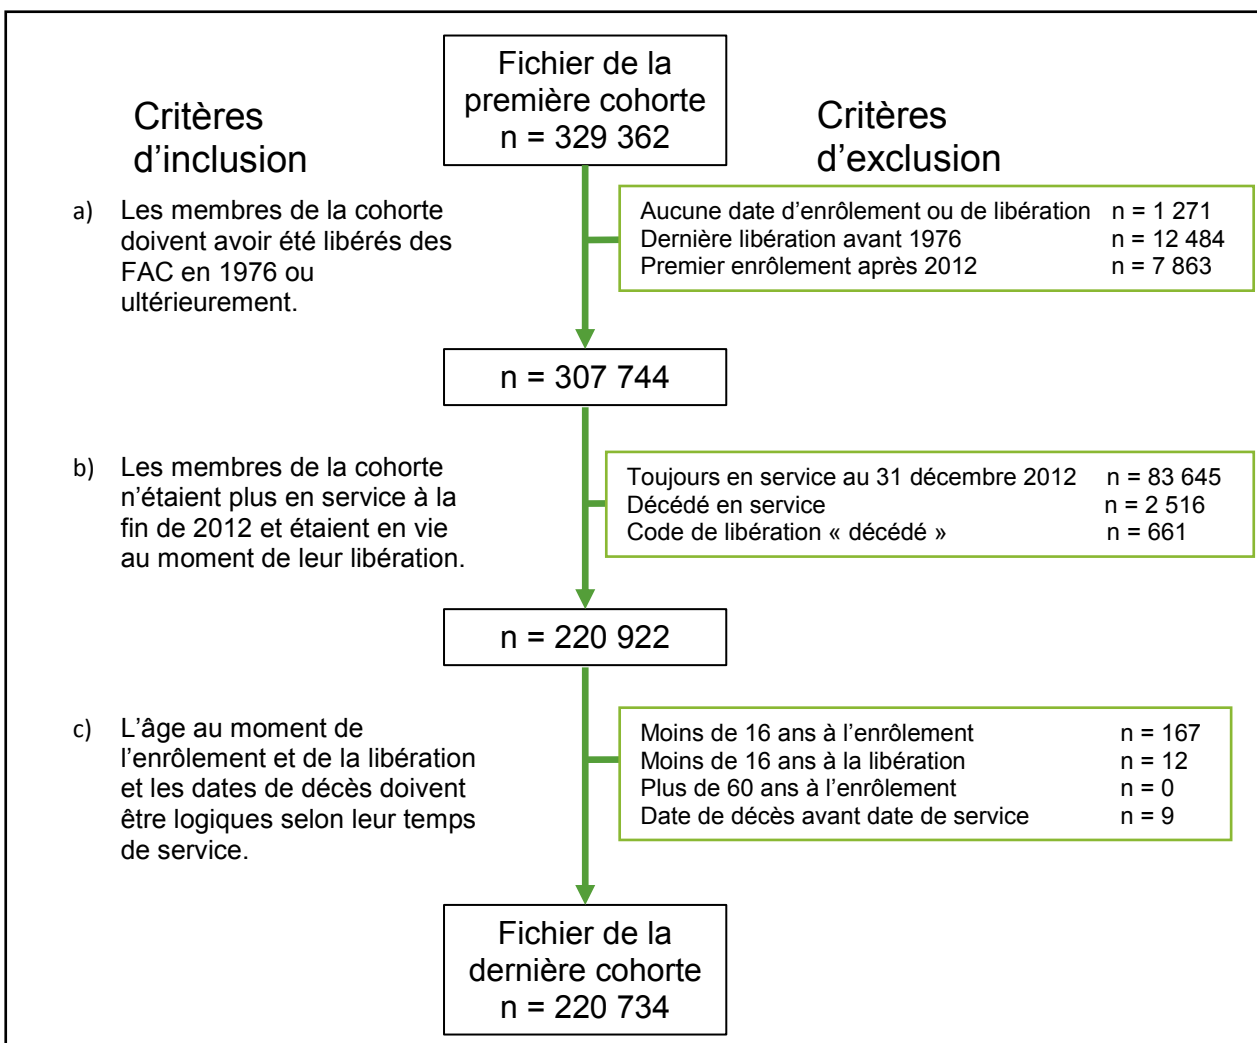 Fichier de la
première cohorte
n = 329 362
Critères
d’inclusion
Critères
d’exclusion
a) Les membres de la cohorte
doivent avoir été libérés des
FAC en 1976 ou
ultérieurement.
Aucune date d’enrôlement ou de libération n = 1 271
Dernière libération avant 1976 n = 12 484
Premier enrôlement après 2012 n = 7 863
n = 307 744
b) Les membres de la cohorte
n’étaient plus en service à la
fin de 2012 et étaient en vie
au moment de leur libération.
Toujours en service au 31 décembre 2012 n = 83 645
Décédé en service n = 2 516
Code de libération « décédé » n = 661
n = 220 922
c) L’âge au moment de
l’enrôlement et de la libération
et les dates de décès doivent
être logiques selon leur temps
de service.
Moins de 16 ans à l’enrôlement n = 167
Moins de 16 ans à la libération n = 12
Plus de 60 ans à l’enrôlement n = 0
Date de décès avant date de service n = 9
Fichier de la
dernière cohorte
n = 220 734